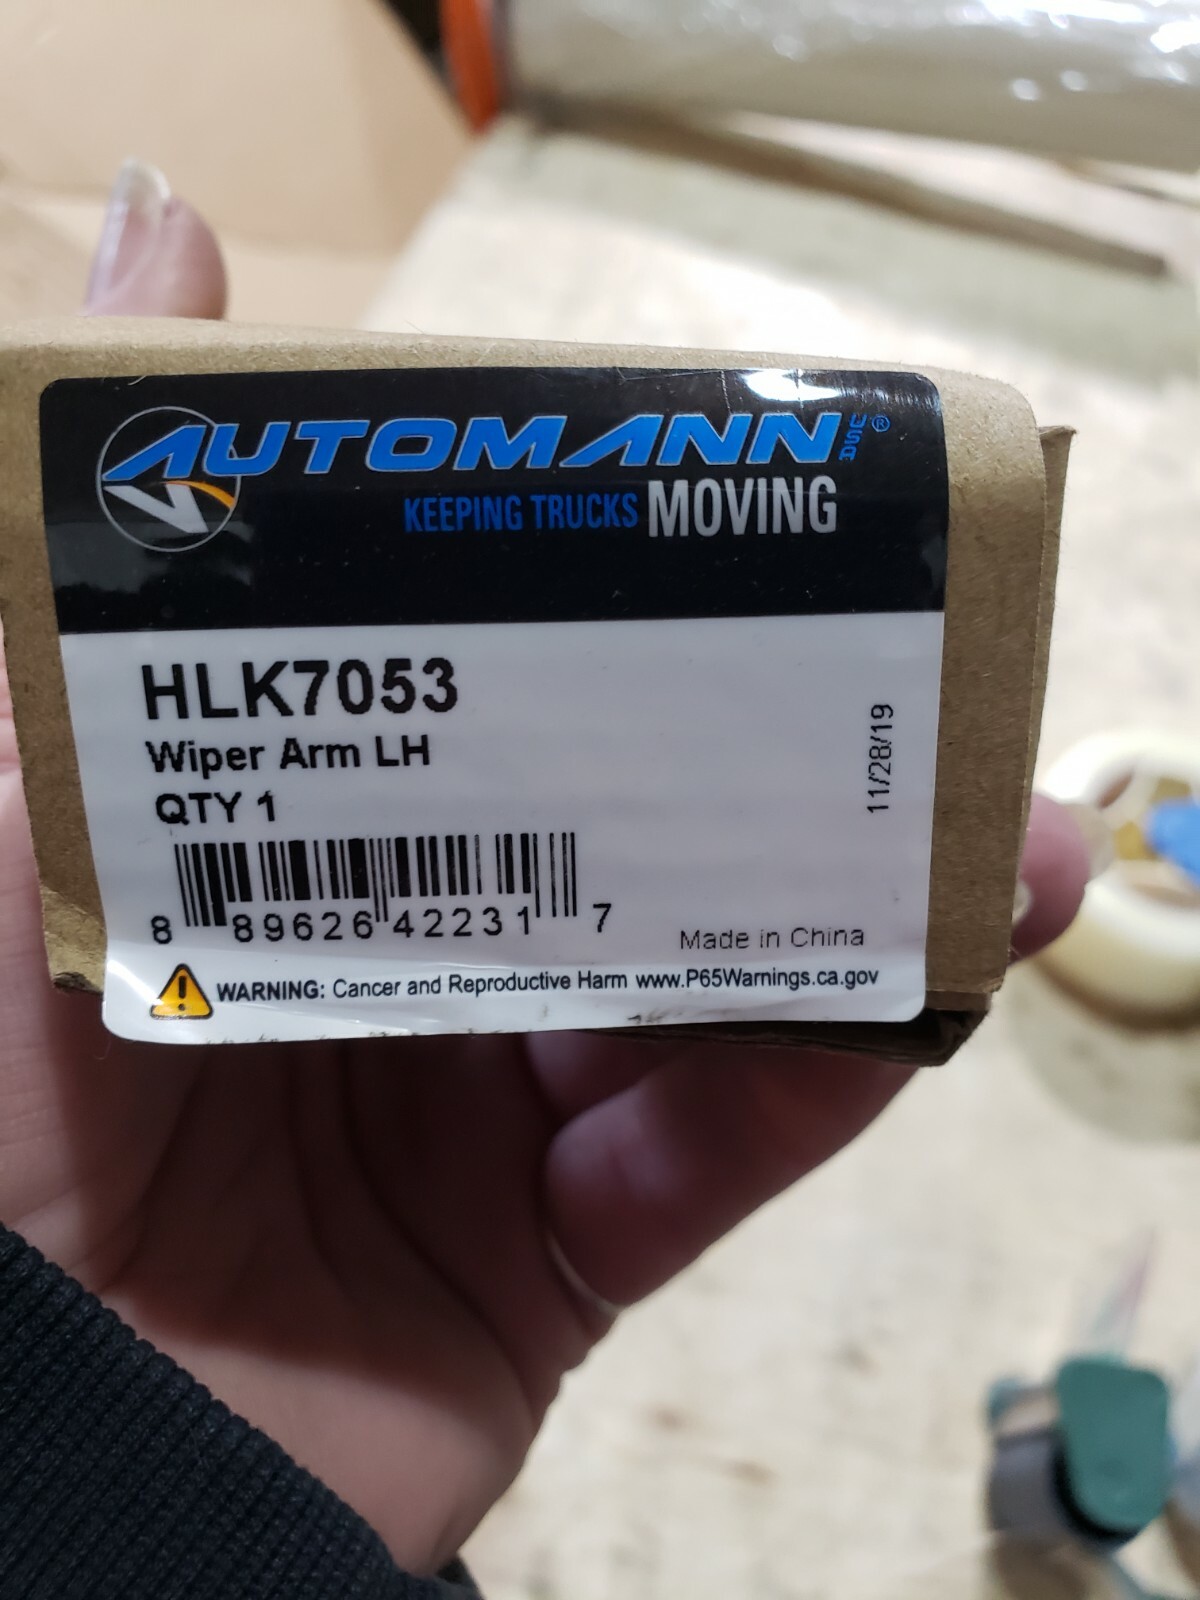 AUTOMANN USA®
KEEPING TRUCKS MOVING
HLK7053
Wiper Arm LH
QTY 1
11/28/19
8 89626 42231 7
Made in China
WARNING: Cancer and Reproductive Harm www.P65Warnings.ca.gov